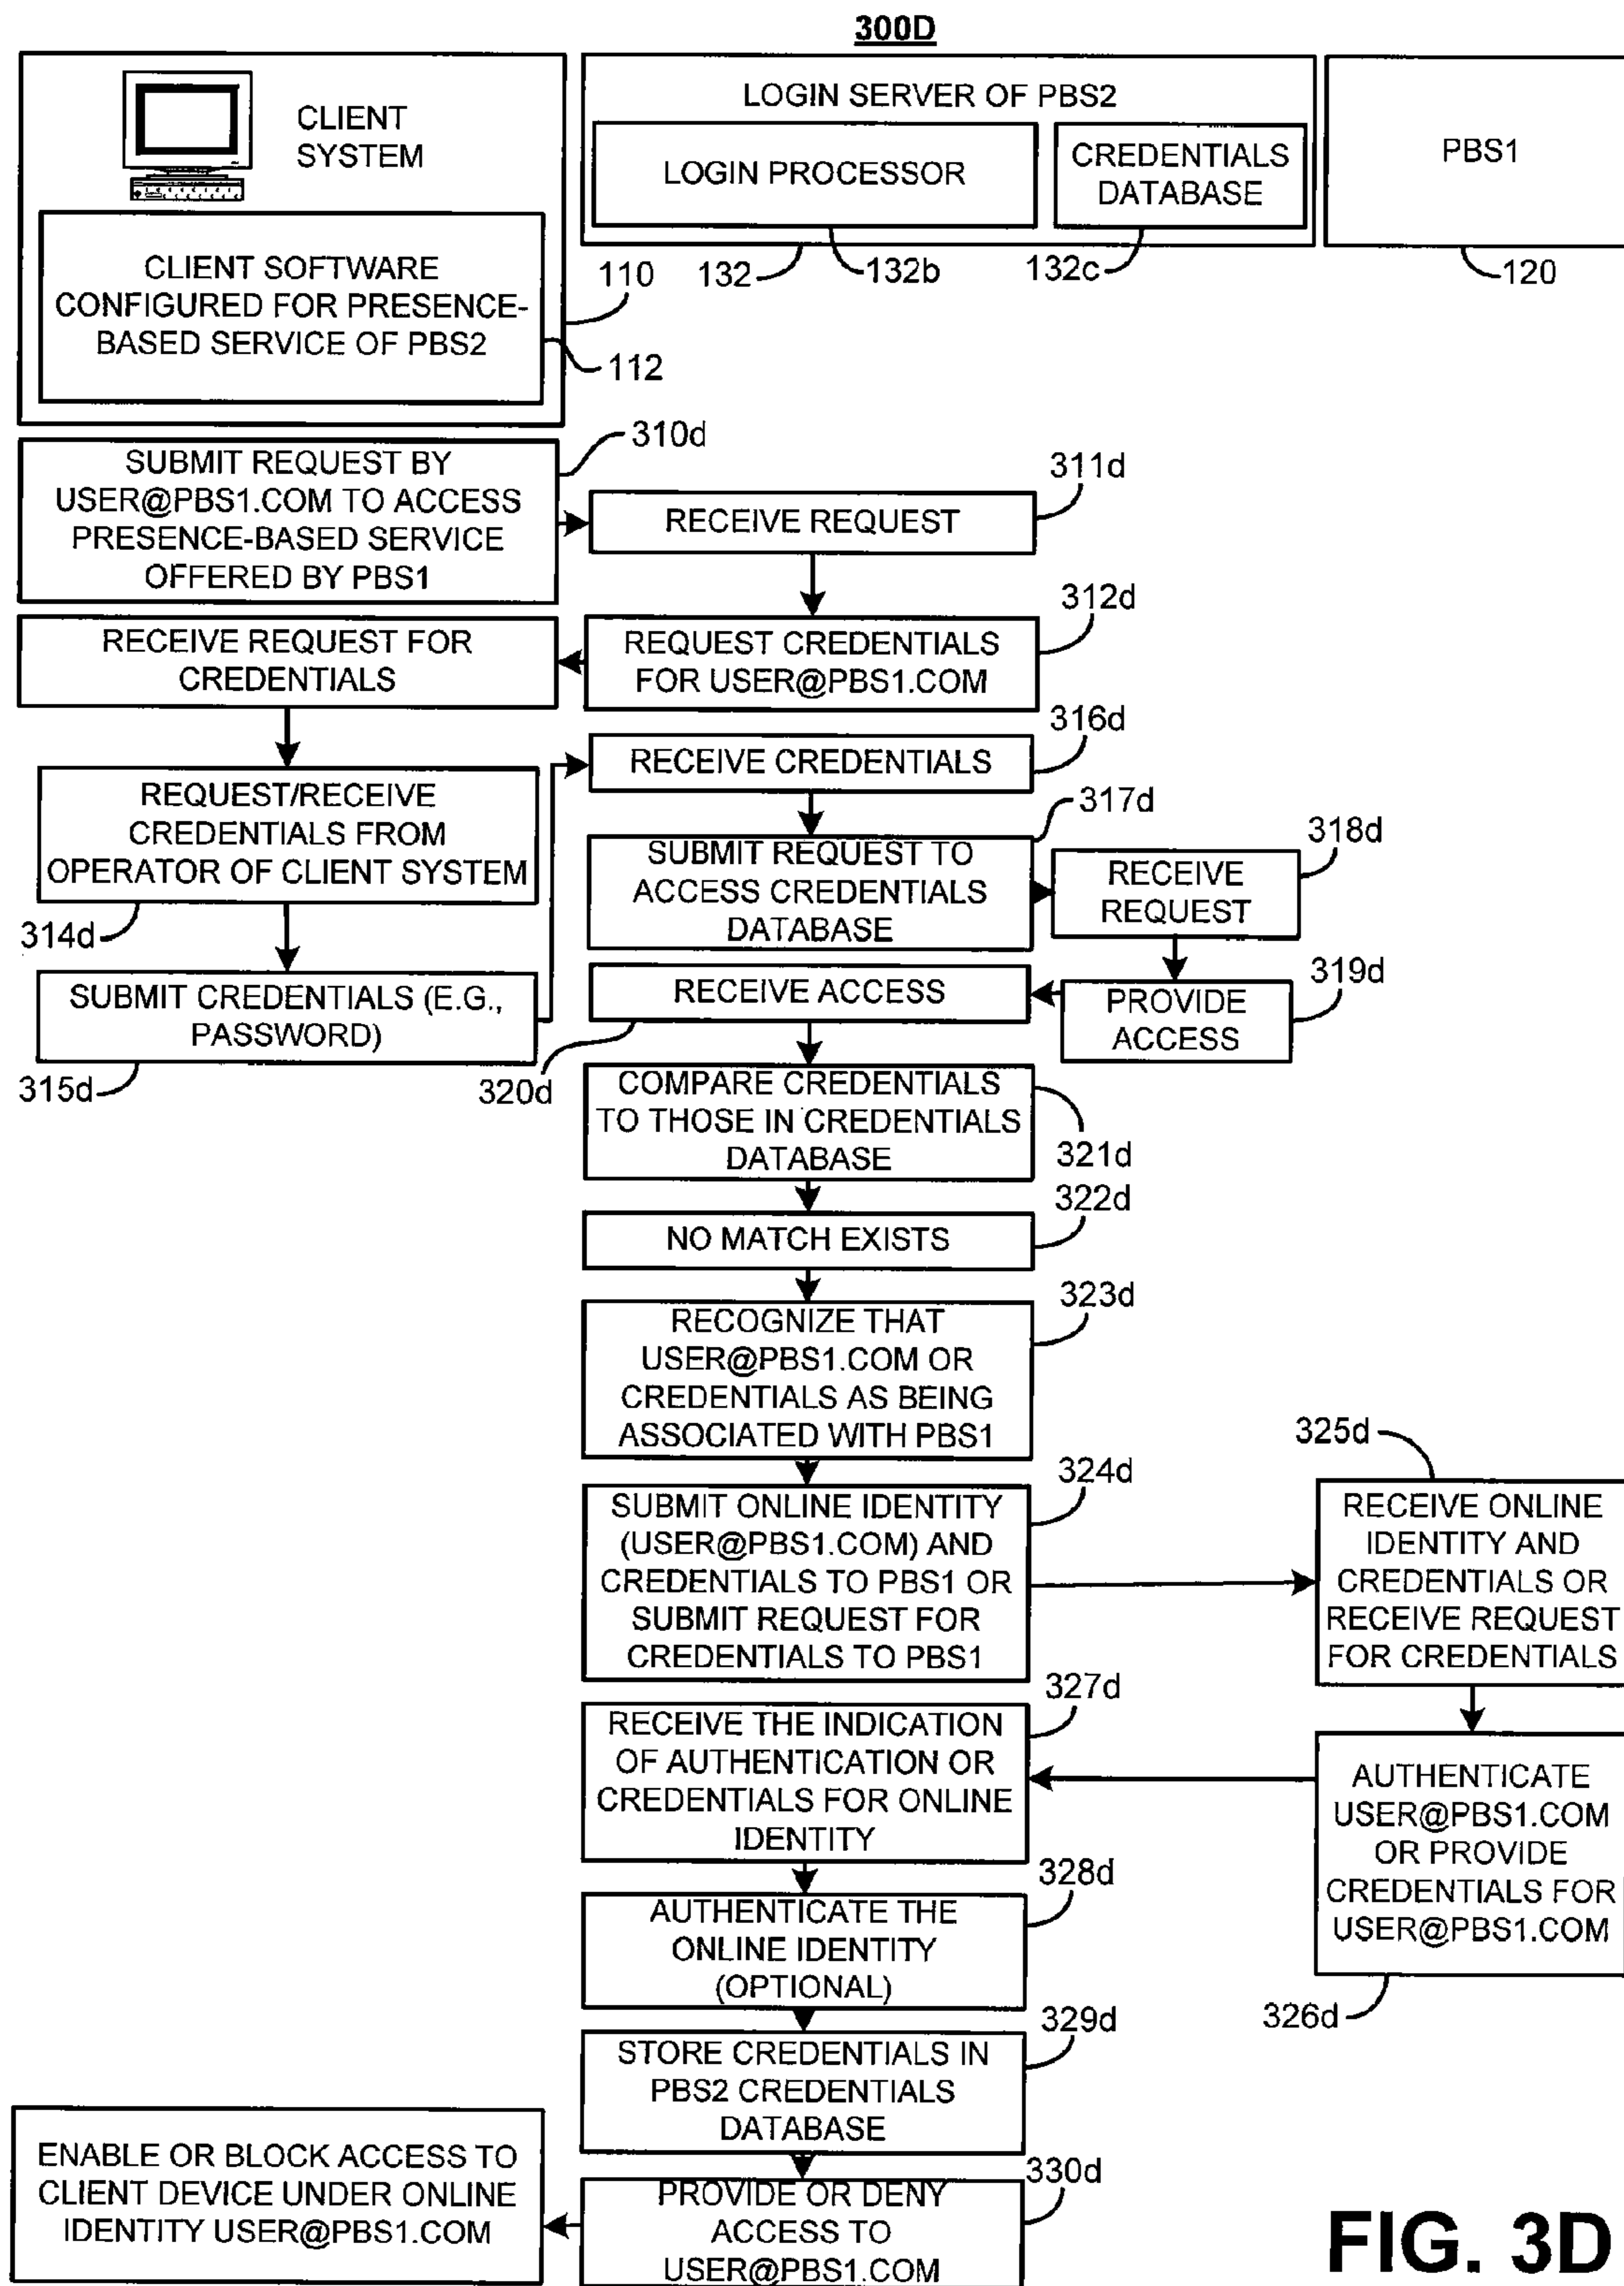 300D
CLIENT
SYSTEM
CLIENT SOFTWARE
CONFIGURED FOR PRESENCE-
BASED SERVICE OF PBS2
110
112
LOGIN SERVER OF PBS2
LOGIN PROCESSOR
CREDENTIALS
DATABASE
132
132b
132c
PBS1
120
SUBMIT REQUEST BY
USER@PBS1.COM TO ACCESS
PRESENCE-BASED SERVICE
OFFERED BY PBS1
310d
RECEIVE REQUEST
311d
REQUEST CREDENTIALS
FOR USER@PBS1.COM
312d
RECEIVE REQUEST FOR
CREDENTIALS
REQUEST/RECEIVE
CREDENTIALS FROM
OPERATOR OF CLIENT SYSTEM
314d
SUBMIT CREDENTIALS (E.G.,
PASSWORD)
315d
RECEIVE CREDENTIALS
316d
SUBMIT REQUEST TO
ACCESS CREDENTIALS
DATABASE
317d
RECEIVE
REQUEST
318d
PROVIDE
ACCESS
319d
RECEIVE ACCESS
320d
COMPARE CREDENTIALS
TO THOSE IN CREDENTIALS
DATABASE
321d
NO MATCH EXISTS
322d
RECOGNIZE THAT
USER@PBS1.COM OR
CREDENTIALS AS BEING
ASSOCIATED WITH PBS1
323d
SUBMIT ONLINE IDENTITY
(USER@PBS1.COM) AND
CREDENTIALS TO PBS1 OR
SUBMIT REQUEST FOR
CREDENTIALS TO PBS1
324d
325d
RECEIVE ONLINE
IDENTITY AND
CREDENTIALS OR
RECEIVE REQUEST
FOR CREDENTIALS
AUTHENTICATE
USER@PBS1.COM
OR PROVIDE
CREDENTIALS FOR
USER@PBS1.COM
326d
RECEIVE THE INDICATION
OF AUTHENTICATION OR
CREDENTIALS FOR ONLINE
IDENTITY
327d
AUTHENTICATE THE
ONLINE IDENTITY
(OPTIONAL)
328d
STORE CREDENTIALS IN
PBS2 CREDENTIALS
DATABASE
329d
PROVIDE OR DENY
ACCESS TO
USER@PBS1.COM
330d
ENABLE OR BLOCK ACCESS TO
CLIENT DEVICE UNDER ONLINE
IDENTITY USER@PBS1.COM
FIG. 3D